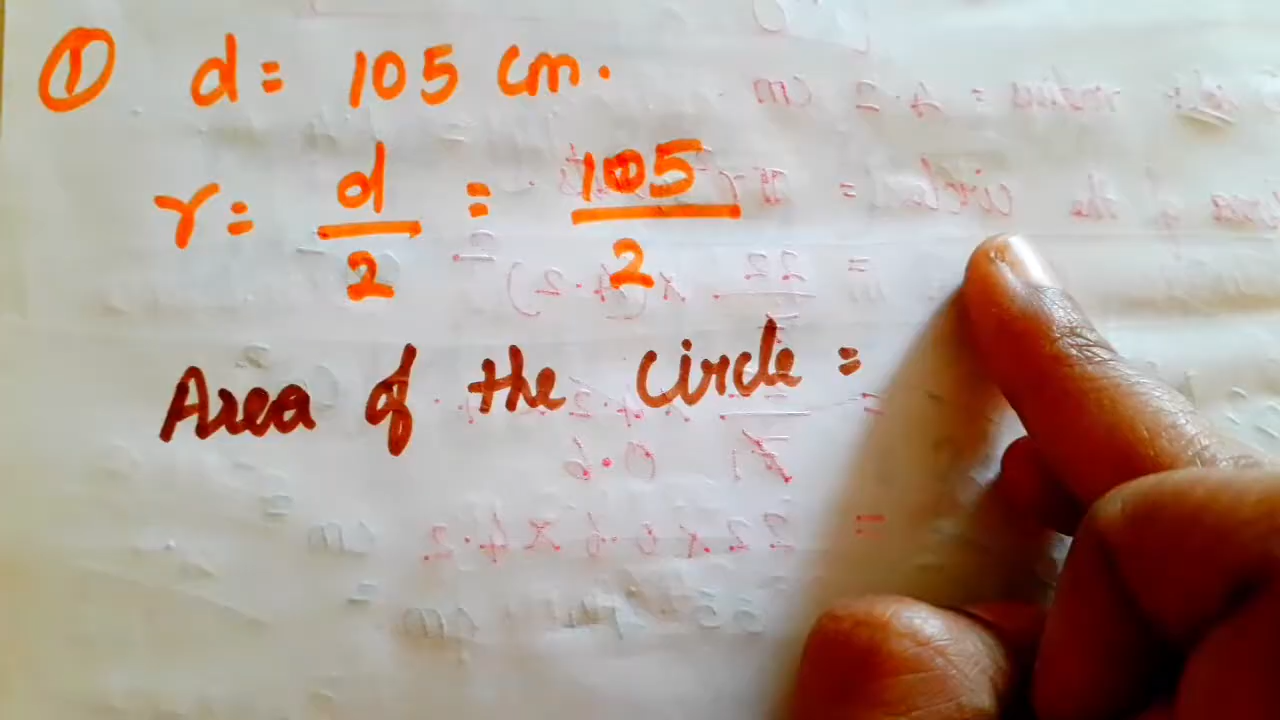 ① d = 105 cm.
r = d/2 = 105/2
Area of the circle =